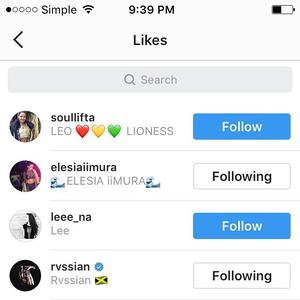 Simple 9:39 PM
Likes
Search
soullifta
LEO ❤️💛💚 LIONESS
Follow
elesiaiimura
🌊ELESIA iiMURA🌊
Following
leee_na
Lee
Follow
rvssian
Rvssian 🇯🇲
Following